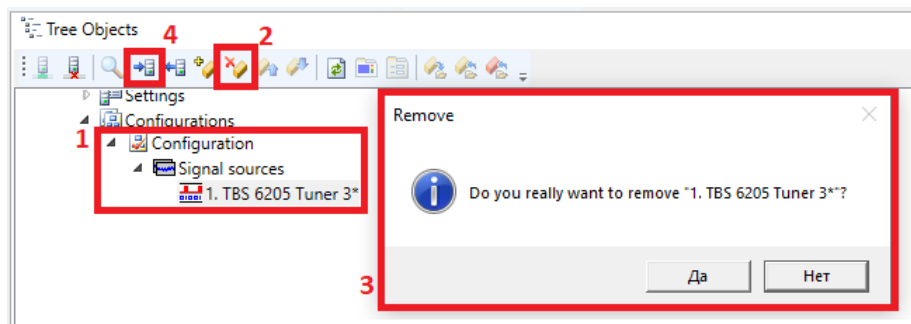 Tree Objects
4
2
Settings
Configurations
1
Configuration
Signal sources
1. TBS 6205 Tuner 3*
Remove
Do you really want to remove "1. TBS 6205 Tuner 3*"?
3
Да
Нет